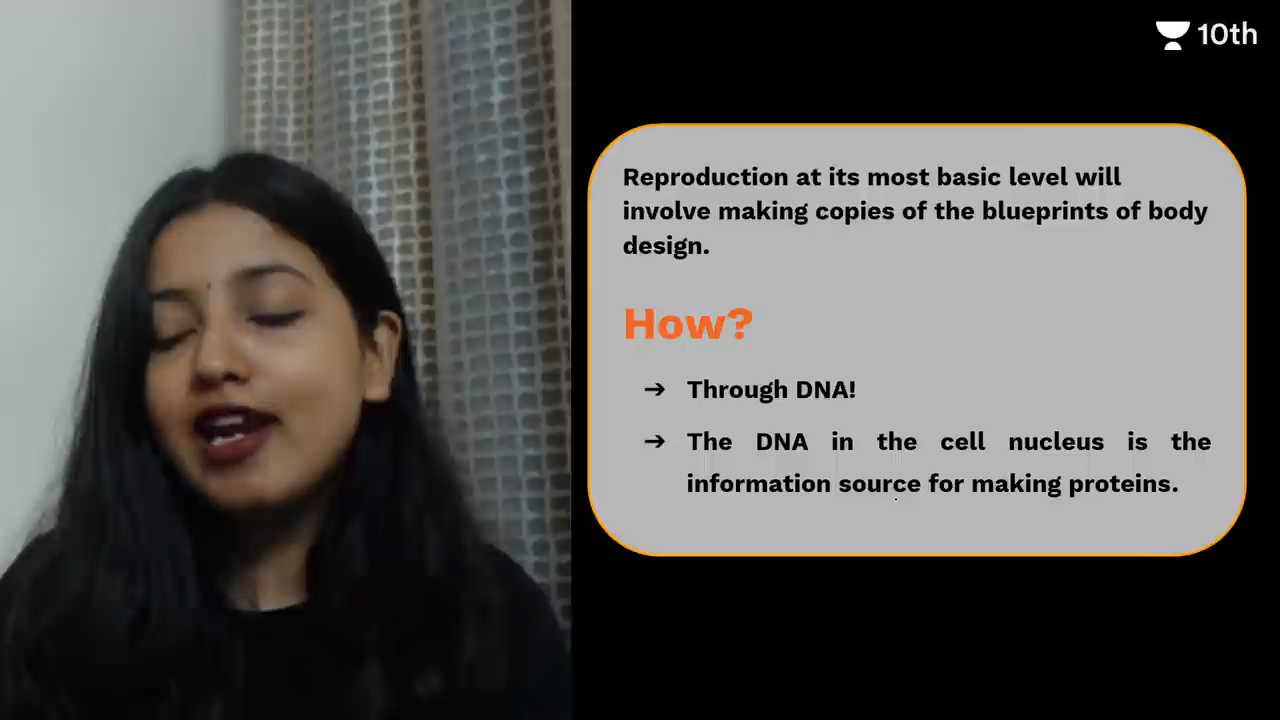 10th
Reproduction at its most basic level will
involve making copies of the blueprints of body
design.
How?
➔ Through DNA!
➔ The DNA in the cell nucleus is the
information source for making proteins.